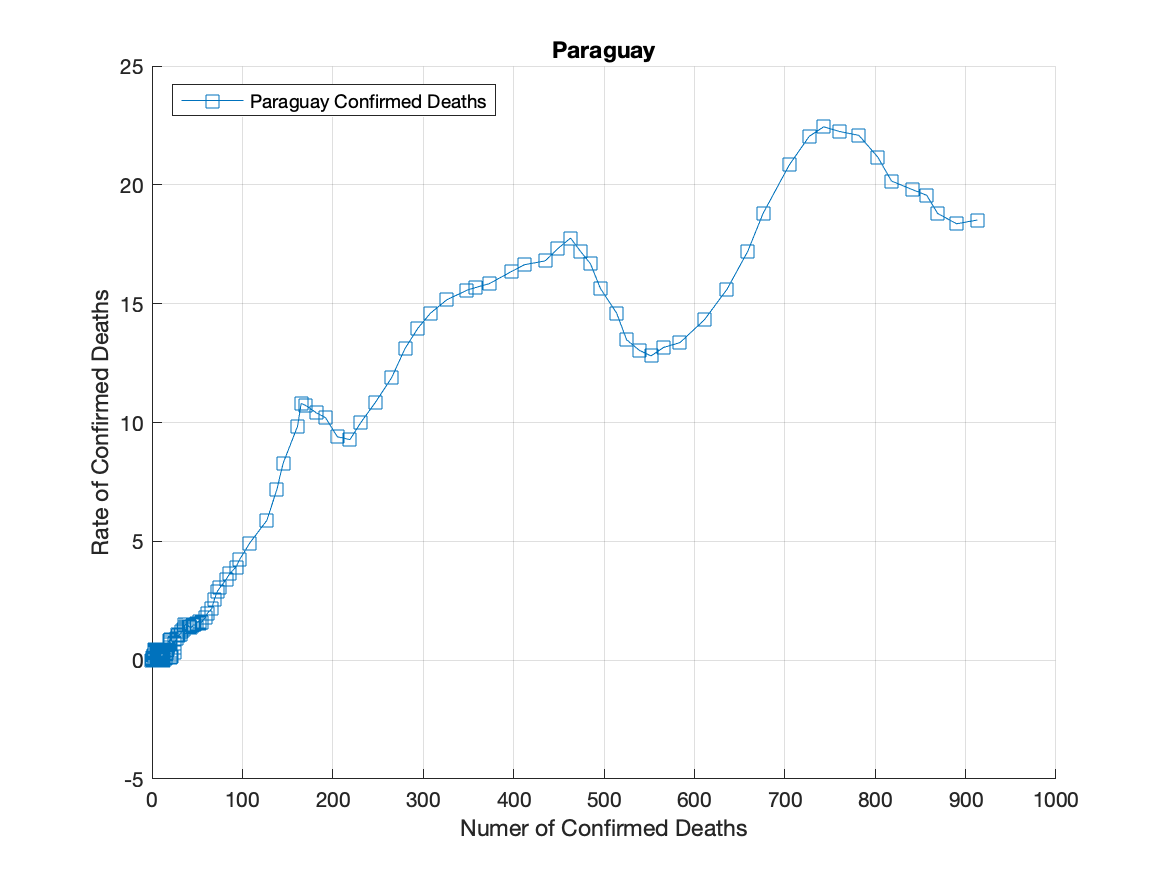 Paraguay
Paraguay Confirmed Deaths
25
20
15
10
5
0
-5
Rate of Confirmed Deaths
0 100 200 300 400 500 600 700 800 900 1000
Numer of Confirmed Deaths